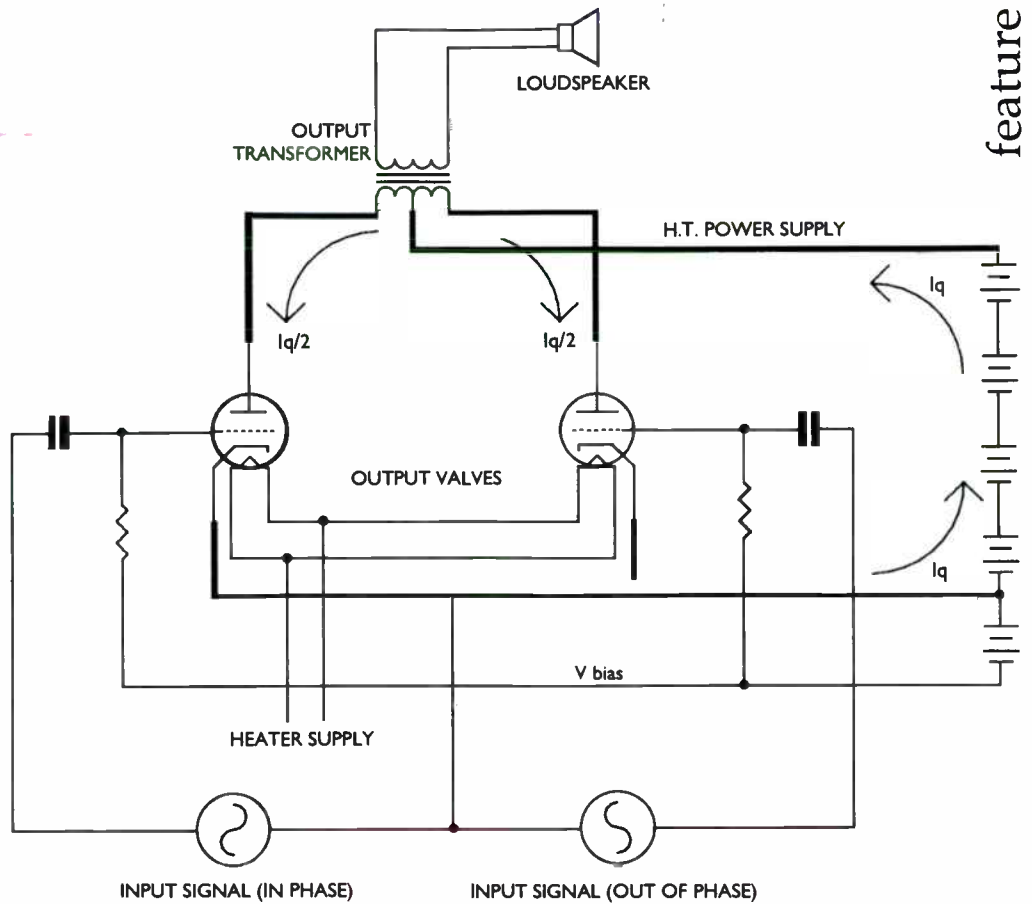 feature
LOUDSPEAKER
OUTPUT
TRANSFORMER
H.T. POWER SUPPLY
Iq
Iq/2
Iq/2
OUTPUT VALVES
Iq
V bias
HEATER SUPPLY
INPUT SIGNAL (IN PHASE)
INPUT SIGNAL (OUT OF PHASE)